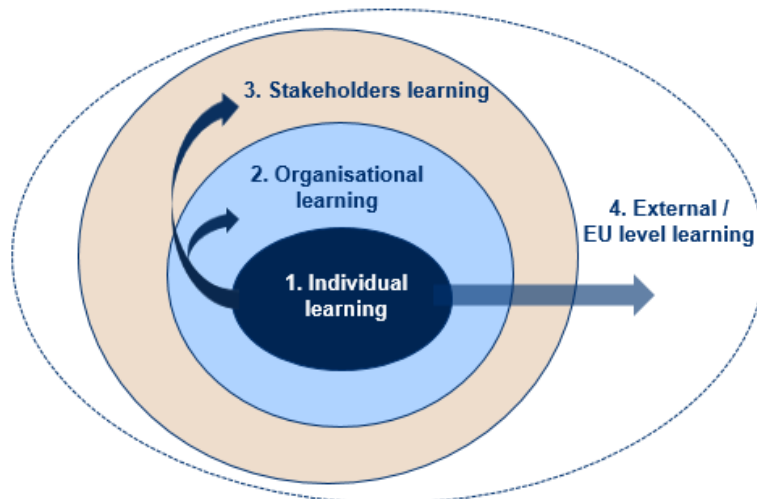 3. Stakeholders learning
2. Organisational
learning
4. External /
EU level learning
1. Individual
learning